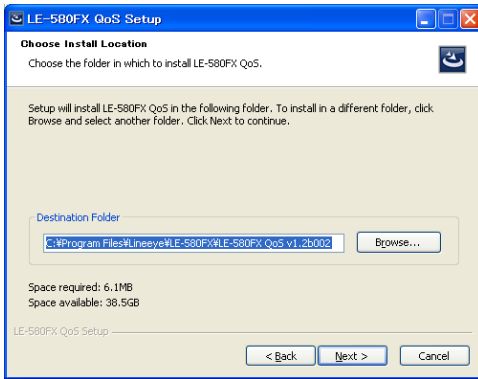 LE-580FX QoS Setup
Choose Install Location
Choose the folder in which to install LE-580FX QoS.
Setup will install LE-580FX QoS in the following folder. To install in a different folder, click
Browse and select another folder. Click Next to continue.
Destination Folder
C:¥Program Files¥Lineeye¥LE-580FX¥LE-580FX QoS v1.2b002
Browse...
Space required: 6.1MB
Space available: 38.5GB
LE-580FX QoS Setup
< Back
Next >
Cancel